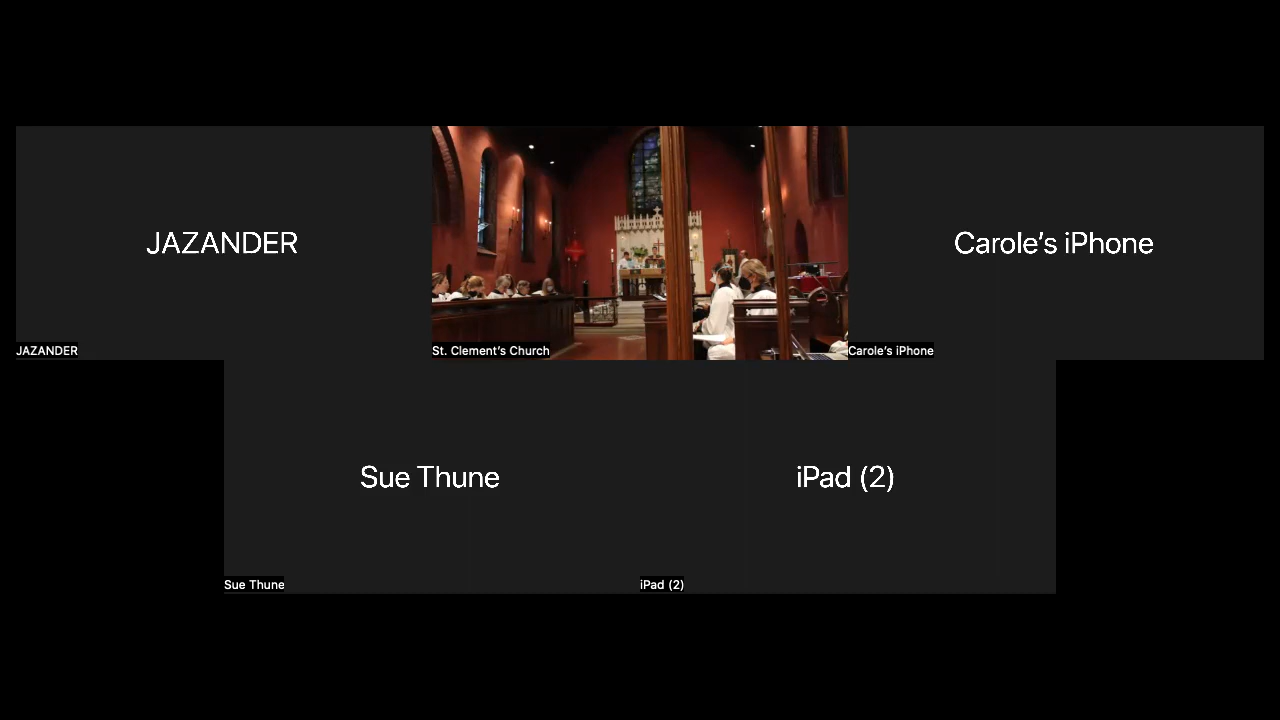 JAZANDER
JAZANDER
St. Clement’s Church
Carole’s iPhone
Carole’s iPhone
Sue Thune
Sue Thune
iPad (2)
iPad (2)